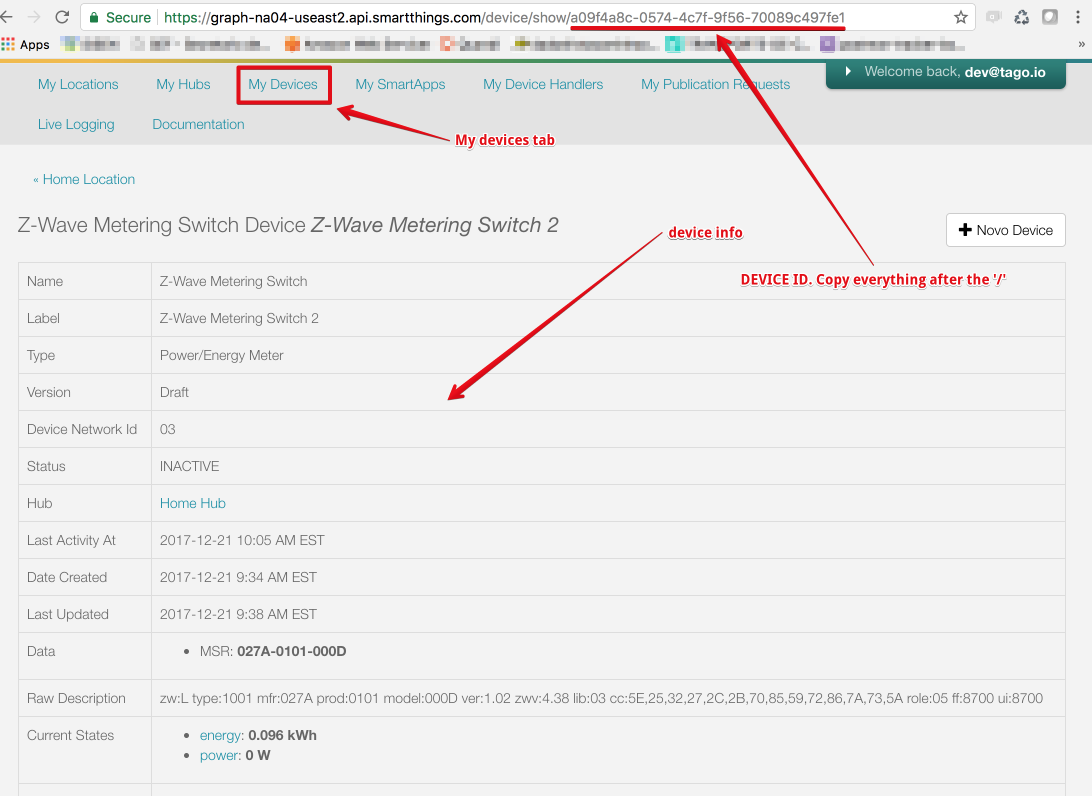 Secure https://graph-na04-useast2.api.smartthings.com/device/show/a09f4a8c-0574-4c7f-9f56-70089c497fe1
Apps »
My Locations My Hubs My Devices My SmartApps My Device Handlers My Publication Requests
Welcome back, dev@tago.io
Live Logging Documentation
My devices tab
« Home Location
Z-Wave Metering Switch Device Z-Wave Metering Switch 2
Novo Device
device info
DEVICE ID. Copy everything after the '/'
Name Z-Wave Metering Switch
Label Z-Wave Metering Switch 2
Type Power/Energy Meter
Version Draft
Device Network Id 03
Status INACTIVE
Hub Home Hub
Last Activity At 2017-12-21 10:05 AM EST
Date Created 2017-12-21 9:34 AM EST
Last Updated 2017-12-21 9:38 AM EST
Data • MSR: 027A-0101-000D
Raw Description zw:L type:1001 mfr:027A prod:0101 model:000D ver:1.02 zwv:4.38 lib:03 cc:5E,25,32,27,2C,2B,70,85,59,72,86,7A,73,5A role:05 ff:8700 ui:8700
Current States • energy: 0.096 kWh
• power: 0 W